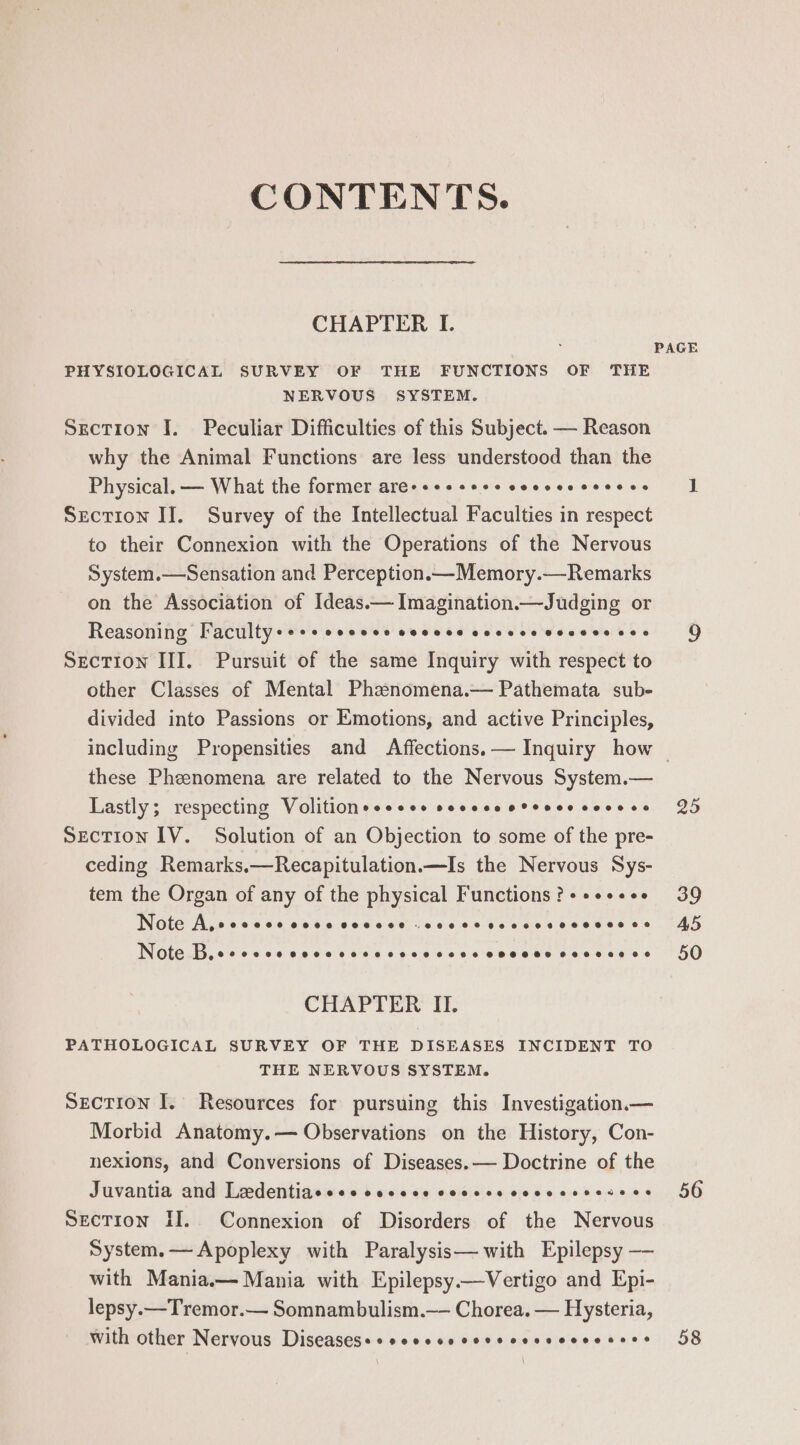 CONTENTS.
CHAPTER I.
PAGE
PHYSIOLOGICAL SURVEY OF THE FUNCTIONS OF THE
NERVOUS SYSTEM.
Section I. Peculiar Difficulties of this Subject. — Reason
why the Animal Functions are less understood than the
Physical. — What the former are 1
Section II. Survey of the Intellectual Faculties in respect
to their Connexion with the Operations of the Nervous
System.—Sensation and Perception.—Memory.—Remarks
on the Association of Ideas.—Imagination.—Judging or
Reasoning Faculty 9
Section III. Pursuit of the same Inquiry with respect to
other Classes of Mental Phænomena.— Pathemata sub-
divided into Passions or Emotions, and active Principles,
including Propensities and Affections. — Inquiry how
these Phænomena are related to the Nervous System.—
Lastly; respecting Volition 25
Section IV. Solution of an Objection to some of the pre-
ceding Remarks.—Recapitulation.—Is the Nervous Sys-
tem the Organ of any of the physical Functions? 39
Note A. 45
Note B. 50
CHAPTER II.
PATHOLOGICAL SURVEY OF THE DISEASES INCIDENT TO
THE NERVOUS SYSTEM.
Section I. Resources for pursuing this Investigation.—
Morbid Anatomy. — Observations on the History, Con-
nexions, and Conversions of Diseases. — Doctrine of the
Juvantia and Lædentia 56
Section II. Connexion of Disorders of the Nervous
System. — Apoplexy with Paralysis — with Epilepsy —
with Mania.— Mania with Epilepsy.—Vertigo and Epi-
lepsy.—Tremor.— Somnambulism.— Chorea. — Hysteria,
with other Nervous Diseases 58